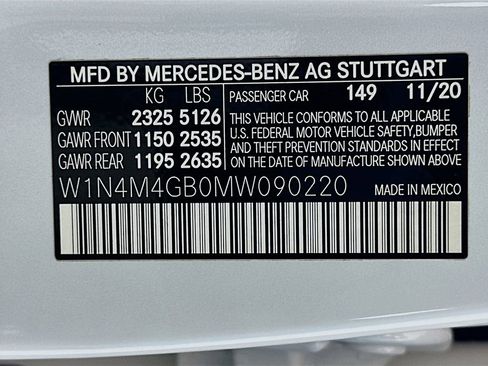 MFD BY MERCEDES-BENZ AG STUTTGART
KG LBS PASSENGER CAR 149 11/20
GVWR 2325 5126
GAWR FRONT 1150 2535
GAWR REAR 1195 2635
THIS VEHICLE CONFORMS TO ALL APPLICABLE
U.S. FEDERAL MOTOR VEHICLE SAFETY,BUMPER
AND THEFT PREVENTION STANDARDS IN EFFECT
ON THE DATE OF MANUFACTURE SHOWN ABOVE
W1N4M4GB0MW090220 MADE IN MEXICO